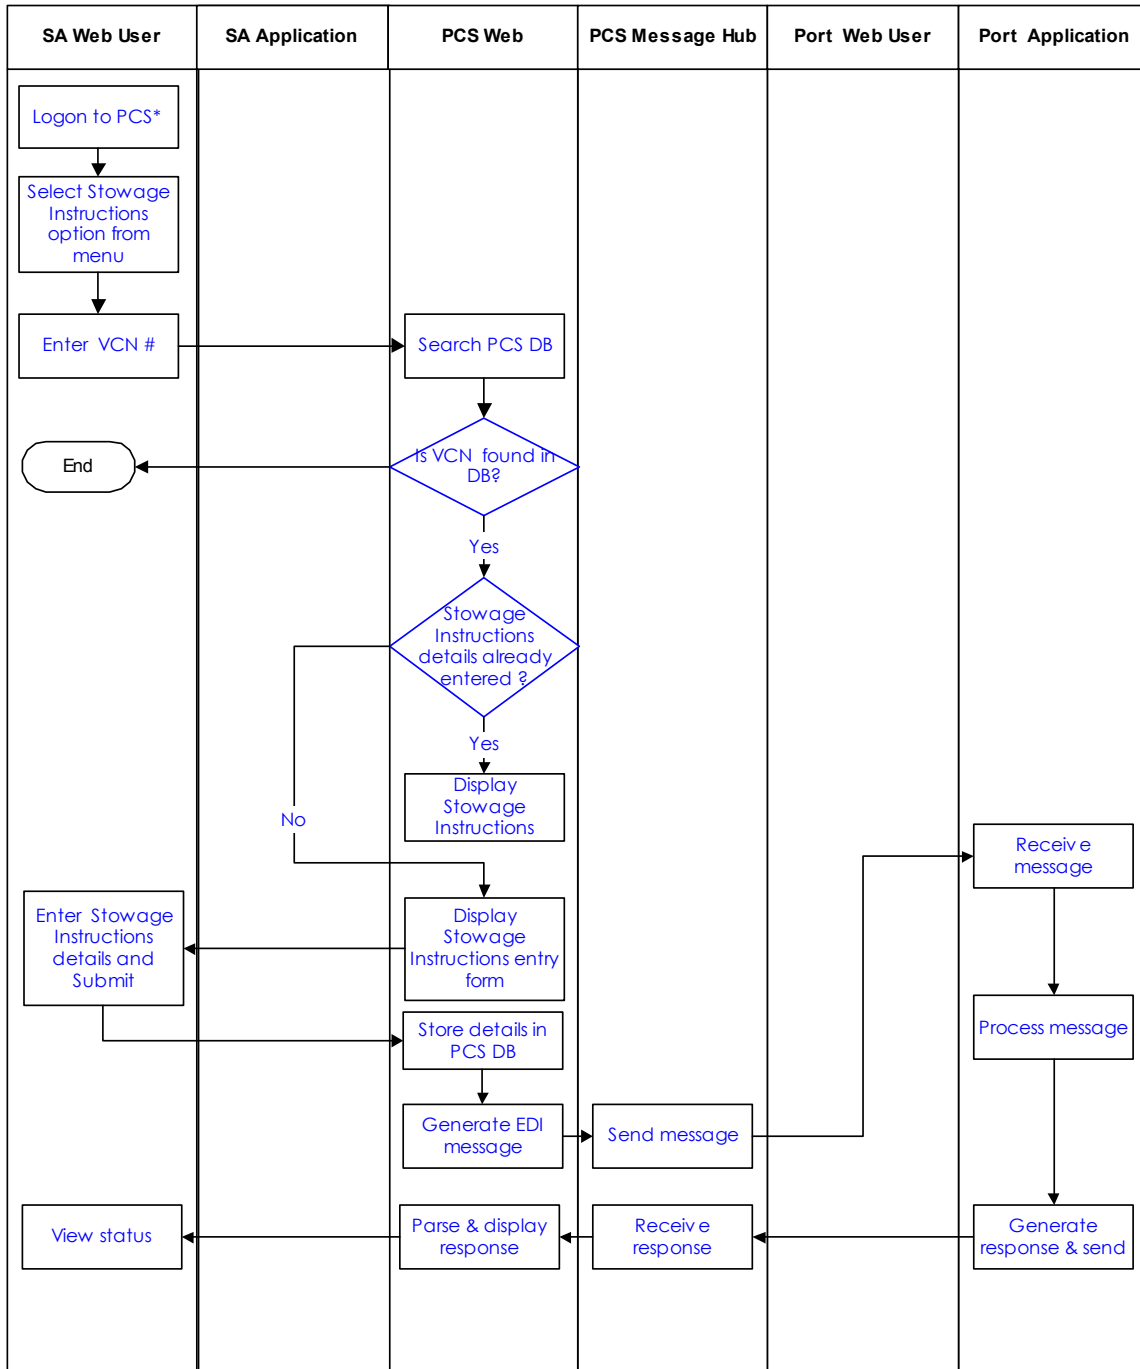 SA Web User
SA Application
PCS Web
PCS Message Hub
Port Web User
Port Application
Logon to PCS*
Select Stowage
Instructions
option from
menu
Enter VCN #
Search PCS DB
End
Is VCN found in
DB?
Yes
Stowage
Instructions
details already
entered ?
Yes
Display
Stowage
Instructions
No
Receive
message
Enter Stowage
Instructions
details and
Submit
Display
Stowage
Instructions entry
form
Store details in
PCS DB
Process message
Generate EDI
message
Send message
View status
Parse & display
response
Receive
response
Generate
response & send